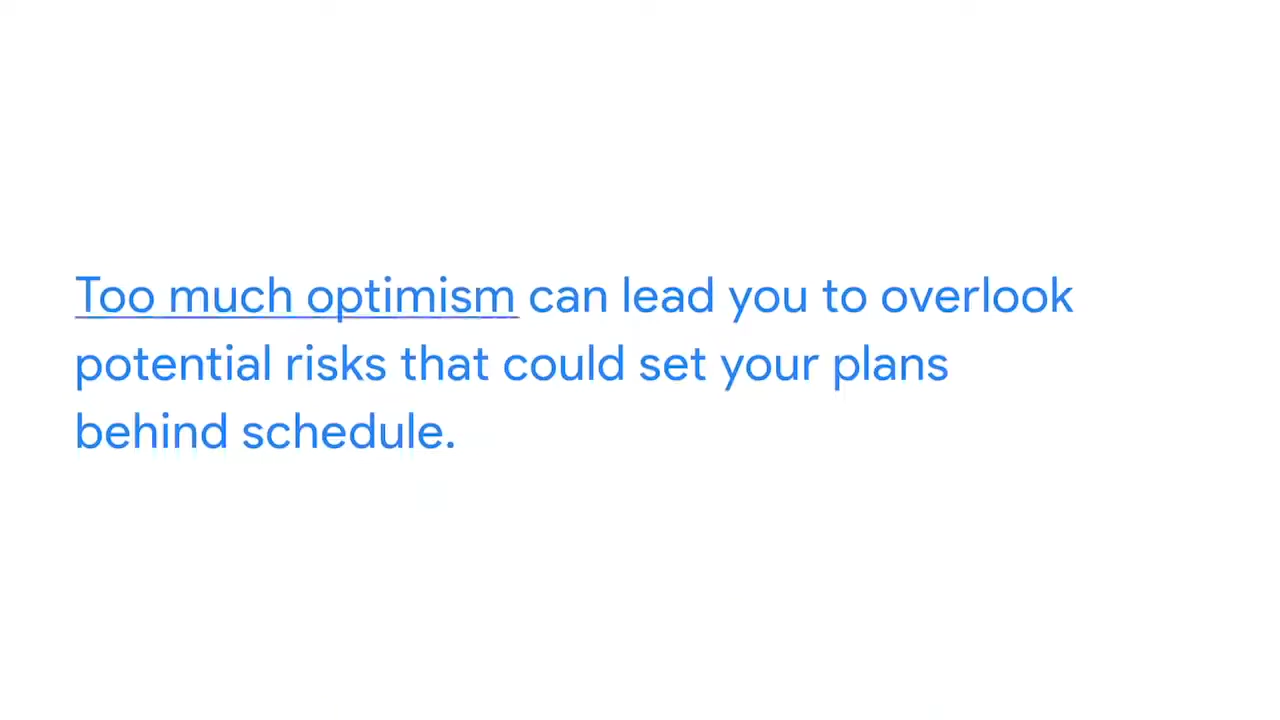 Too much optimism can lead you to overlook
potential risks that could set your plans
behind schedule.